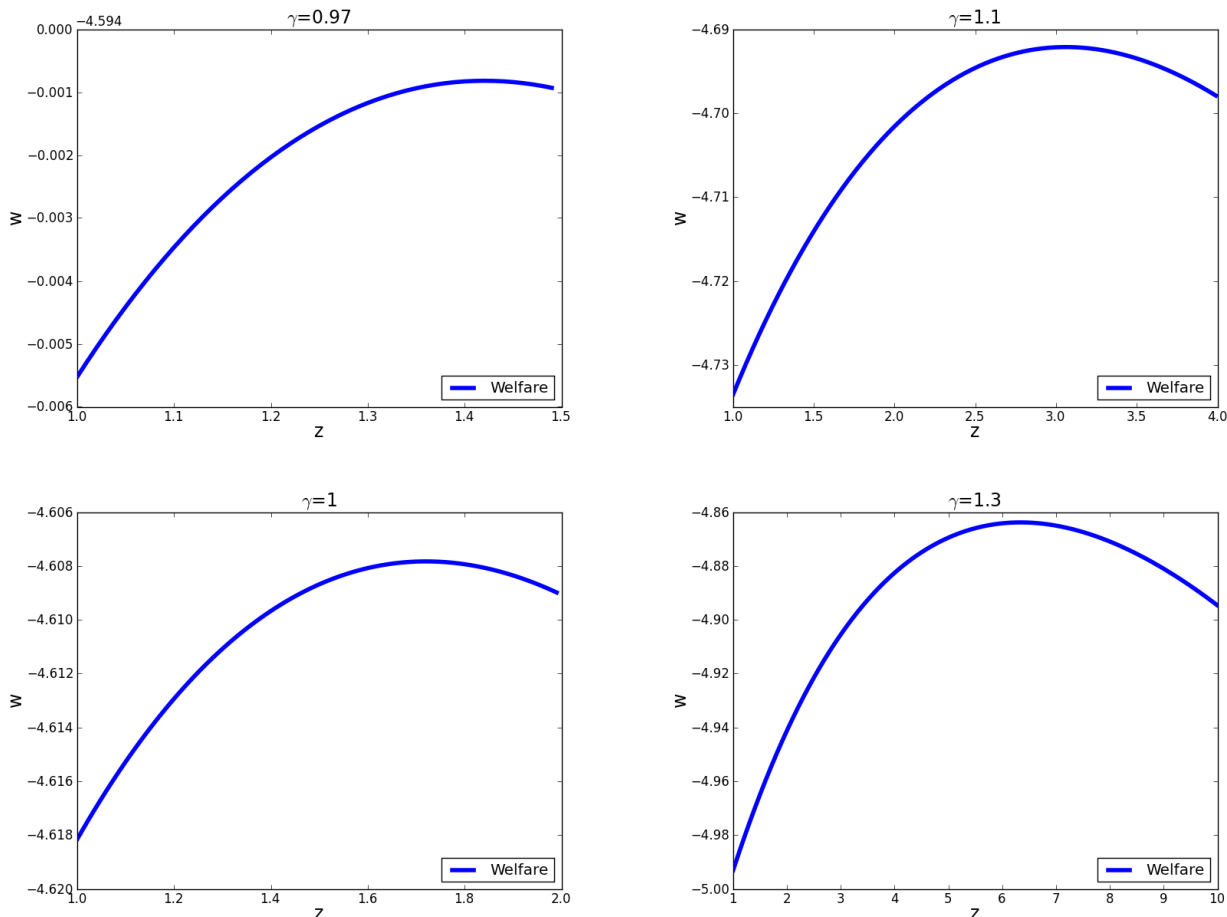 γ=0.97
−4.594
0.000
−0.001
−0.002
−0.003
−0.004
−0.005
−0.006
w
1.0 1.1 1.2 1.3 1.4 1.5
z
Welfare
γ=1.1
−4.69
−4.70
−4.71
−4.72
−4.73
w
1.0 1.5 2.0 2.5 3.0 3.5 4.0
z
Welfare
γ=1
−4.606
−4.608
−4.610
−4.612
−4.614
−4.616
−4.618
−4.620
w
1.0 1.2 1.4 1.6 1.8 2.0
z
Welfare
γ=1.3
−4.86
−4.88
−4.90
−4.92
−4.94
−4.96
−4.98
−5.00
w
1 2 3 4 5 6 7 8 9 10
z
Welfare